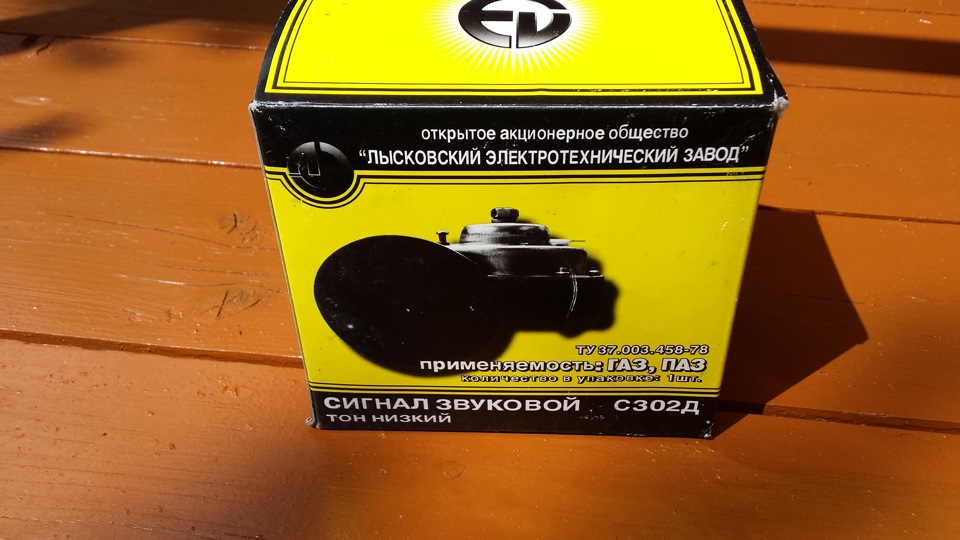 открытое акционерное общество
"ЛЫСКОВСКИЙ ЭЛЕКТРОТЕХНИЧЕСКИЙ ЗАВОД"
ТУ 37.003.458-78
применяемость: ГАЗ, ПАЗ
количество в упаковке: 1шт.
СИГНАЛ ЗВУКОВОЙ С302Д
ТОН НИЗКИЙ